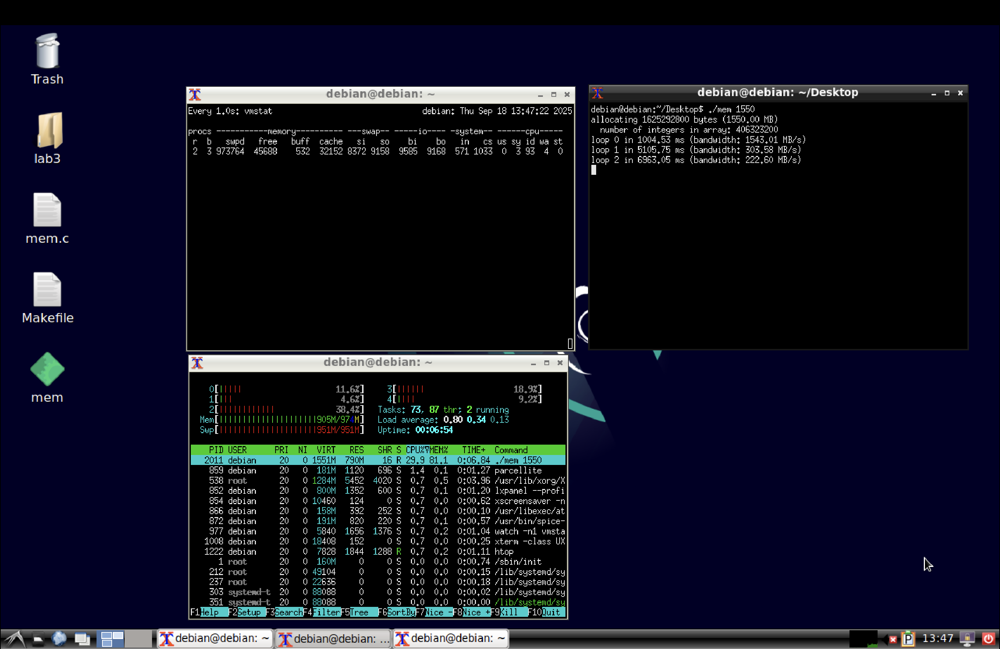 Trash
lab3
mem.c
Makefile
mem
debian@debian: ~
Every 1.0s: vmstat debian: Thu Sep 18 13:47:22 2025
procs -----------memory---------- ---swap-- -----io---- -system-- ------cpu-----
r b swpd free buff cache si so bi bo in cs us sy id wa st
2 3 973764 45688 532 32152 8372 9158 9585 9168 571 1033 0 3 93 4 0
debian@debian: ~/Desktop
debian@debian:~/Desktop$ ./mem 1550
allocating 1625292800 bytes (1550.00 MB)
number of integers in array: 406323200
loop 0 in 1004.53 ms (bandwidth: 1543.01 MB/s)
loop 1 in 5105.75 ms (bandwidth: 303.58 MB/s)
loop 2 in 6963.05 ms (bandwidth: 222.60 MB/s)
debian@debian: ~
0[||||| 11.6%] 3[|||||| 18.9%]
1[||| 4.6%] 4[|||| 9.2%]
2[|||||||||||| 38.4%] Tasks: 73, 87 thr; 2 running
Mem[|||||||||||||||||||||905M/974M] Load average: 0.80 0.34 0.13
Swp[|||||||||||||||||||||951M/951M] Uptime: 00:06:54
PID USER PRI NI VIRT RES SHR S CPU%▽MEM% TIME+ Command
2011 debian 20 0 1551M 790M 16 R 29.9 81.1 0:06.84 ./mem 1550
859 debian 20 0 181M 1120 696 S 1.4 0.1 0:01.27 parcellite
538 root 20 0 1284M 5452 4020 S 0.7 0.5 0:03.96 /usr/lib/xorg/X
852 debian 20 0 800M 1352 600 S 0.7 0.1 0:01.20 lxpanel --profi
854 debian 20 0 10460 124 0 S 0.7 0.0 0:00.62 xscreensaver -n
866 debian 20 0 158M 392 252 S 0.7 0.0 0:00.10 /usr/libexec/at
872 debian 20 0 191M 820 220 S 0.7 0.1 0:00.57 /usr/bin/spice-
977 debian 20 0 5840 1656 1376 S 0.7 0.2 0:01.04 watch -n1 vmsta
1008 debian 20 0 18408 152 0 S 0.7 0.0 0:00.25 xterm -class UX
1222 debian 20 0 7828 1844 1288 R 0.7 0.2 0:01.11 htop
1 root 20 0 160M 0 0 S 0.0 0.0 0:00.74 /sbin/init
212 root 20 0 49104 0 0 S 0.0 0.0 0:00.15 /lib/systemd/sy
237 root 20 0 22636 0 0 S 0.0 0.0 0:00.18 /lib/systemd/sy
303 systemd-t 20 0 88088 0 0 S 0.0 0.0 0:00.02 /lib/systemd/sy
351 systemd-t 20 0 88088 0 0 S 0.0 0.0 0:00.00 /lib/systemd/sy
F1Help F2Setup F3SearchF4FilterF5Tree F6SortByF7Nice -F8Nice +F9Kill F10Quit
debian@debian: ~ debian@debian: ... debian@debian: ~ P 13:47